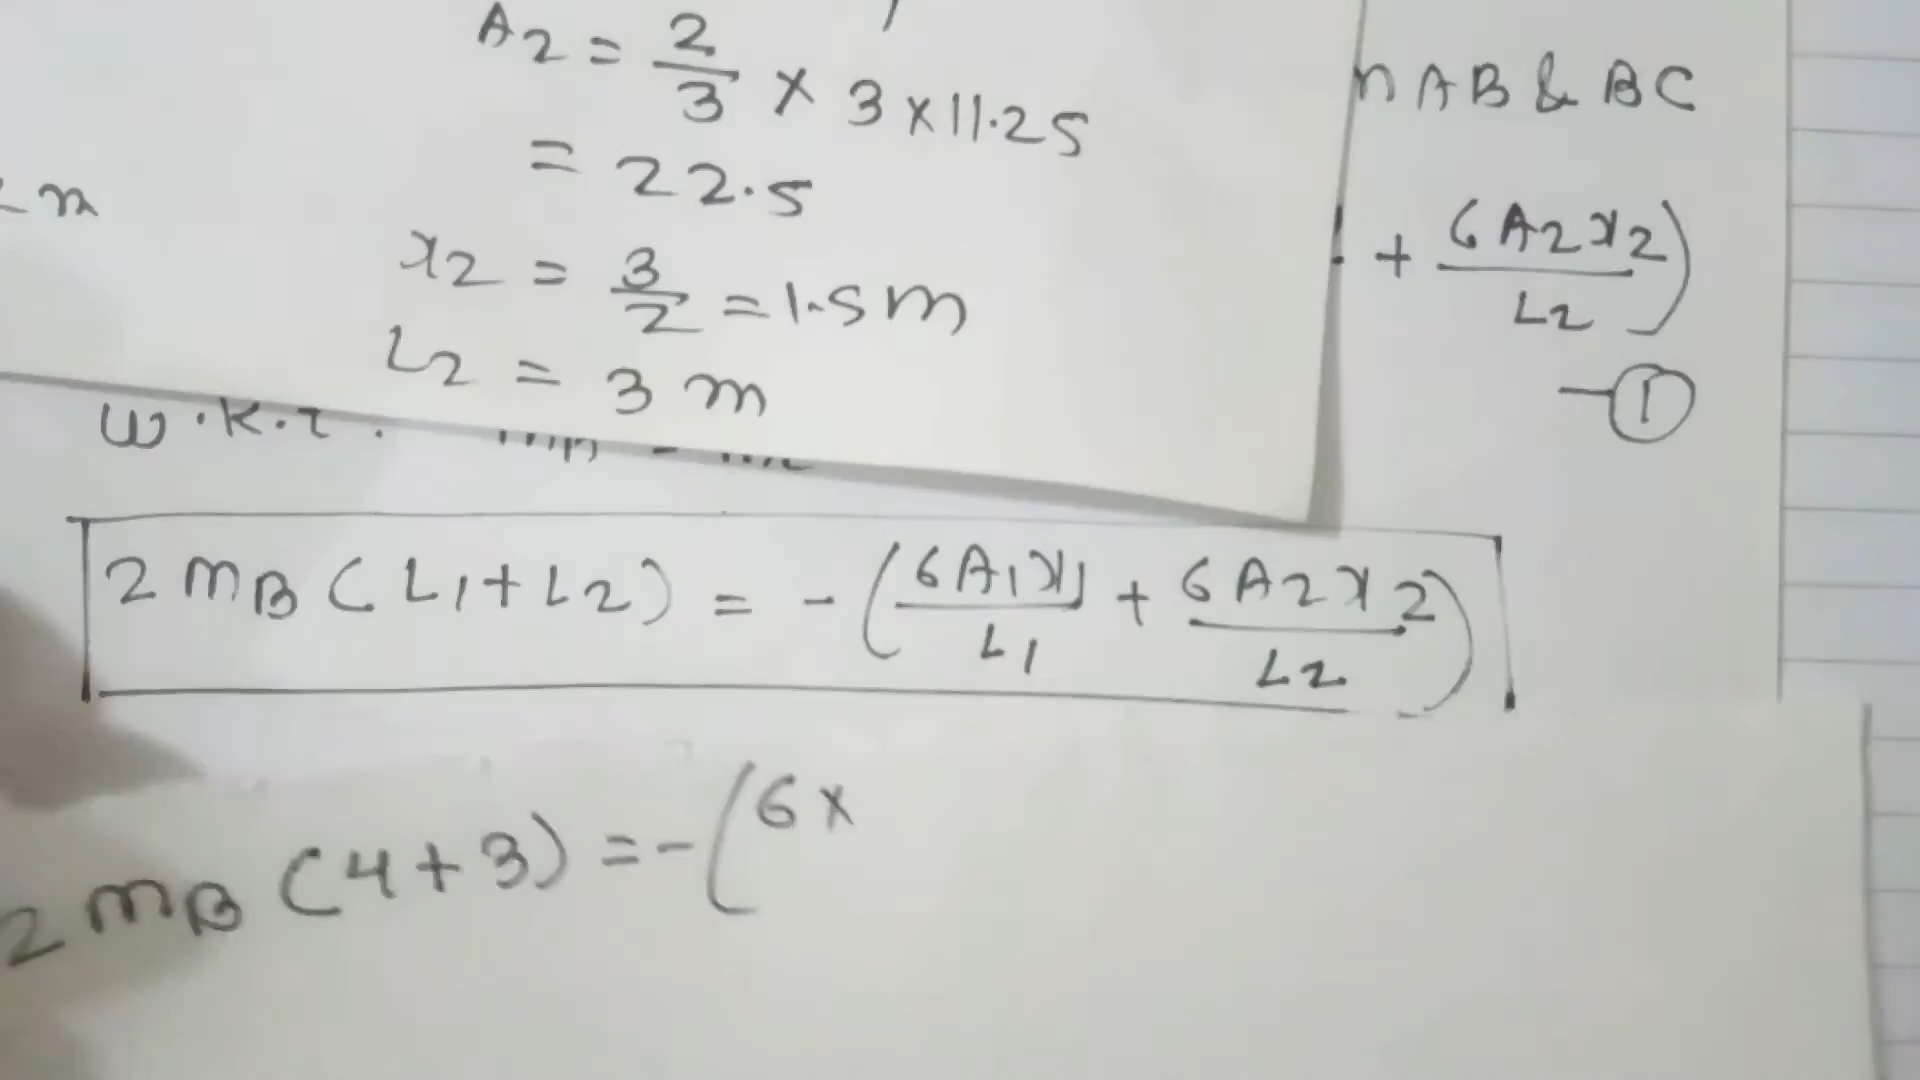 A2 = 2/3 × 3 × 11.25
= 22.5
m
x2 = 3/2 = 1.5 m
L2 = 3 m
n AB & BC
+ 6A2x2/L2)
— ①
W.K.T.
2 MB (L1 + L2) = - (6A1x1/L1 + 6A2x2/L2)
2 MB (4+3) = - (6 ×